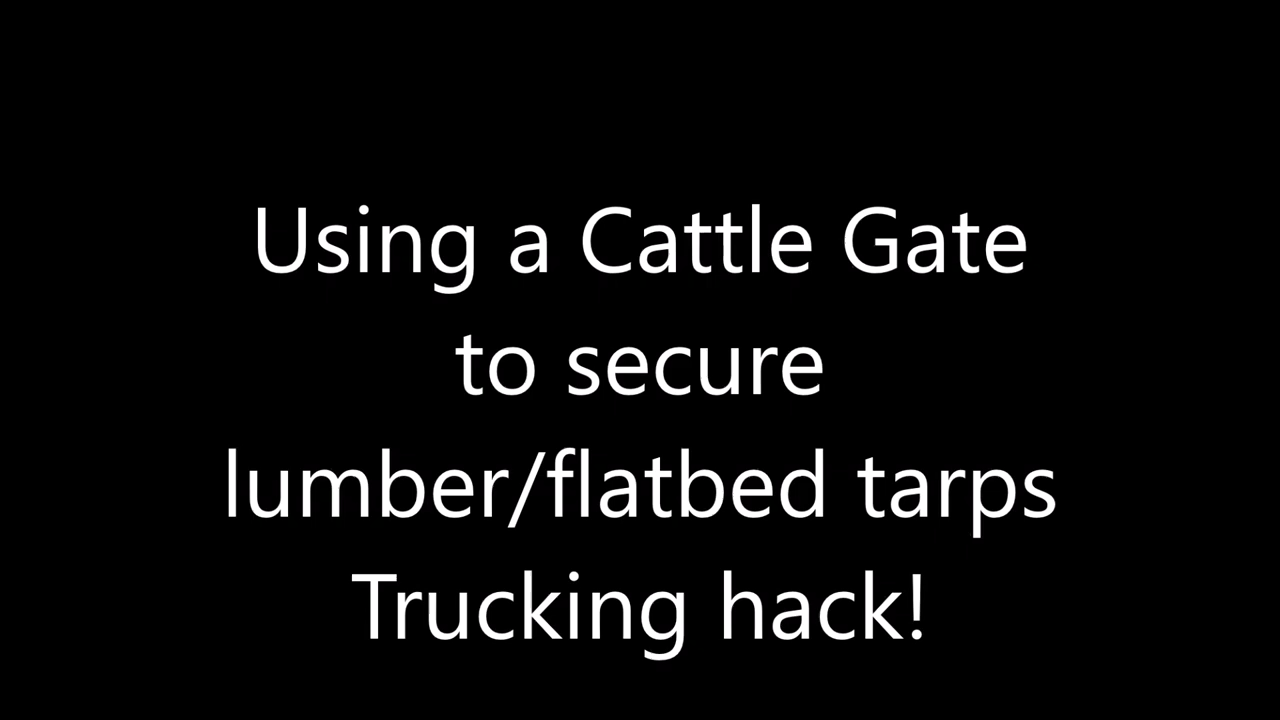 Using a Cattle Gate
to secure
lumber/flatbed tarps
Trucking hack!